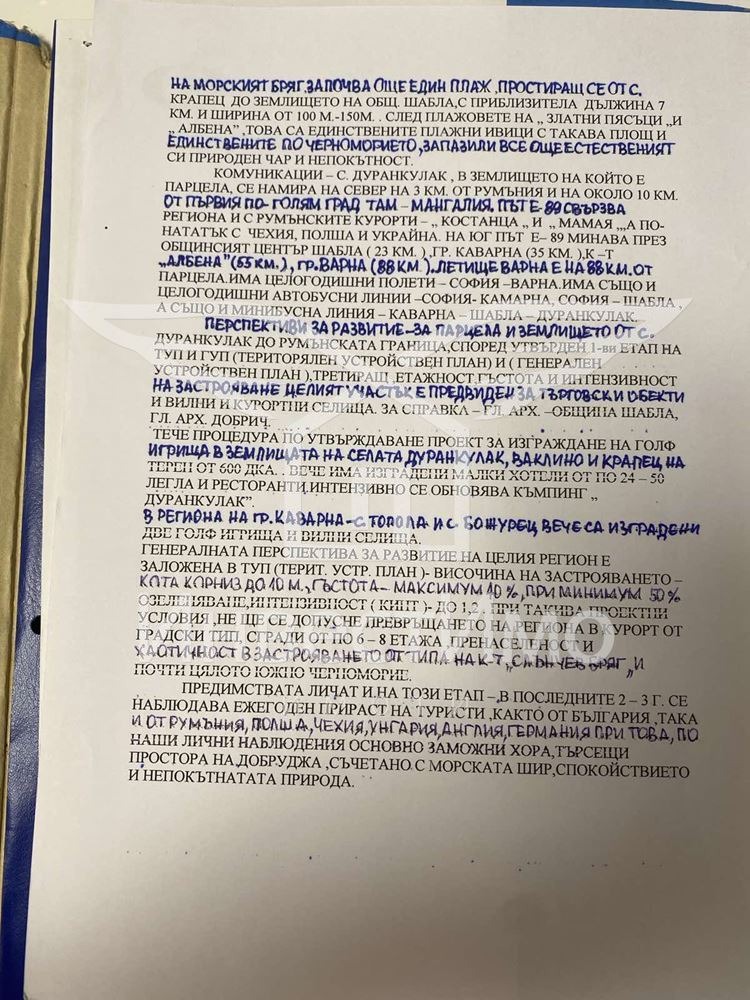 НА МОРСКИЯТ БРЯГ.ЗАПОЧВА ОЩЕ ЕДИН ПЛАЖ ,ПРОСТИРАЩ СЕ ОТ С.
КРАПЕЦ ДО ЗЕМЛИЩЕТО НА ОБЩ. ШАБЛА,С ПРИБЛИЗИТЕЛА ДЪЛЖИНА 7
КМ. И ШИРИНА ОТ 100 М.-150М. . СЛЕД ПЛАЖОВЕТЕ НА „ ЗЛАТНИ ПЯСЪЦИ „И
„ АЛБЕНА” ,ТОВА СА ЕДИНСТВЕНИТЕ ПЛАЖНИ ИВИЦИ С ТАКАВА ПЛОЩ И
ЕДИНСТВЕНИТЕ ПО ЧЕРНОМОРИЕТО, ЗАПАЗИЛИ ВСЕ ОЩЕ ЕСТЕСТВЕНИЯТ
СИ ПРИРОДЕН ЧАР И НЕПОКЪТНОСТ.
КОМУНИКАЦИИ – С. ДУРАНКУЛАК , В ЗЕМЛИЩЕТО НА КОЙТО Е
ПАРЦЕЛА, СЕ НАМИРА НА СЕВЕР НА 3 КМ. ОТ РУМЪНИЯ И НА ОКОЛО 10 КМ.
ОТ ПЪРВИЯ ПО- ГОЛЯМ ГРАД ТАМ – МАНГАЛИЯ. ПЪТ Е- 89 СВЪРЗВА
РЕГИОНА И С РУМЪНСКИТЕ КУРОРТИ – „ КОСТАНЦА „ И „ МАМАЯ „,А ПО-
НАТАТЪК С ЧЕХИЯ, ПОЛША И УКРАЙНА. НА ЮГ ПЪТ Е– 89 МИНАВА ПРЕЗ
ОБЩИНСИЯТ ЦЕНТЪР ШАБЛА ( 23 КМ. ) ,ГР. КАВАРНА (35 КМ. ),К –Т
„АЛБЕНА” (55 КМ.), ГР.ВАРНА (88 КМ ).ЛЕТИЩЕ ВАРНА Е НА 88 КМ. ОТ
ПАРЦЕЛА.ИМА ЦЕЛОГОДИШНИ ПОЛЕТИ – СОФИЯ –ВАРНА.ИМА СЪЩО И
ЦЕЛОГОДИШНИ АВТОБУСНИ ЛИНИИ –СОФИЯ- КАМАРНА, СОФИЯ – ШАБЛА ,
А СЪЩО И МИНИБУСНА ЛИНИЯ – КАВАРНА – ШАБЛА – ДУРАНКУЛАК.
ПЕРСПЕКТИВИ ЗА РАЗВИТИЕ –ЗА ПАРЦЕЛА И ЗЕМЛИЩЕТО ОТ С.
ДУРАНКУЛАК ДО РУМЪНСКАТА ГРАНИЦА,СПОРЕД УТВЪРДЕН 1-ви ЕТАП НА
ТУП И ГУП (ТЕРИТОРЯЛЕН УСТРОЙСТВЕН ПЛАН) И ( ГЕНЕРАЛЕН
УСТРОЙСТВЕН ПЛАН ),ТРЕТИРАЩ ,ЕТАЖНОСТ,ГЪСТОТА И ИНТЕНЗИВНОСТ
НА ЗАСТРОЯВАНЕ ЦЕЛИЯТ УЧАСТЪК Е ПРЕДВИДЕН ЗА ТЪРГОВСКИ ОБЕКТИ
И ВИЛНИ И КУРОРТНИ СЕЛИЩА. ЗА СПРАВКА – ГЛ. АРХ. –ОБЩИНА ШАБЛА,
ГЛ. АРХ. ДОБРИЧ.
ТЕЧЕ ПРОЦЕДУРА ПО УТВЪРЖДАВАНЕ ПРОЕКТ ЗА ИЗГРАЖДАНЕ НА ГОЛФ
ИГРИЩА В ЗЕМЛИЩАТА НА СЕЛАТА ДУРАНКУЛАК, ВАКЛИНО И КРАПЕЦ НА
ТЕРЕН ОТ 600 ДКА. . ВЕЧЕ ИМА ИЗГРАДЕНИ МАЛКИ ХОТЕЛИ ОТ ПО 24 – 50
ЛЕГЛА И РЕСТОРАНТИ.ИНТЕНЗИВНО СЕ ОБНОВЯВА КЪМПИНГ „
ДУРАНКУЛАК”.
В РЕГИОНА НА ГР.КАВАРНА – С.ТОПОЛА И С. БОЖУРЕЦ ВЕЧЕ СА ИЗГРАДЕНИ
ДВЕ ГОЛФ ИГРИЩА И ВИЛНИ СЕЛИЩА.
ГЕНЕРАЛНАТА ПЕРСПЕКТИВА ЗА РАЗВИТИЕ НА ЦЕЛИЯ РЕГИОН Е
ЗАЛОЖЕНА В ТУП (ТЕРИТ. УСТР. ПЛАН )- ВИСОЧИНА НА ЗАСТРОЯВАНЕТО –
КОТА КОРНИЗ ДО 10 М., ГЪСТОТА – МАКСИМУМ 10 %, ПРИ МИНИМУМ 50 %
ОЗЕЛЕНЯВАНЕ,ИНТЕНЗИВНОСТ ( КИНТ )- ДО 1,2 . ПРИ ТАКИВА ПРОЕКТНИ
УСЛОВИЯ ,НЕ ЩЕ СЕ ДОПУСНЕ ПРЕВРЪЩАНЕТО НА РЕГИОНА В КУРОРТ ОТ
ГРАДСКИ ТИП, СГРАДИ ОТ ПО 6 – 8 ЕТАЖА ,ПРЕНАСЕЛЕНОСТ И
ХАОТИЧНОСТ В ЗАСТРОЯВАНЕТО ОТ ТИПА НА К-Т „ СЛЪНЧЕВ БРЯГ „ И
ПОЧТИ ЦЯЛОТО ЮЖНО ЧЕРНОМОРИЕ.
ПРЕДИМСТВАТА ЛИЧАТ И НА ТОЗИ ЕТАП – В ПОСЛЕДНИТЕ 2 – 3 Г. СЕ
НАБЛЮДАВА ЕЖЕГОДЕН ПРИРАСТ НА ТУРИСТИ ,КАКТО ОТ БЪЛГАРИЯ ,ТАКА
И ОТ РУМЪНИЯ, ПОЛША, ЧЕХИЯ, УНГАРИЯ, АНГЛИЯ, ГЕРМАНИЯ ПРИ ТОВА, ПО
НАШИ ЛИЧНИ НАБЛЮДЕНИЯ ОСНОВНО ЗАМОЖНИ ХОРА,ТЪРСЕЩИ
ПРОСТОРА НА ДОБРУДЖА ,СЪЧЕТАНО С МОРСКАТА ШИР,СПОКОЙСТВИЕТО
И НЕПОКЪТНАТАТА ПРИРОДА.